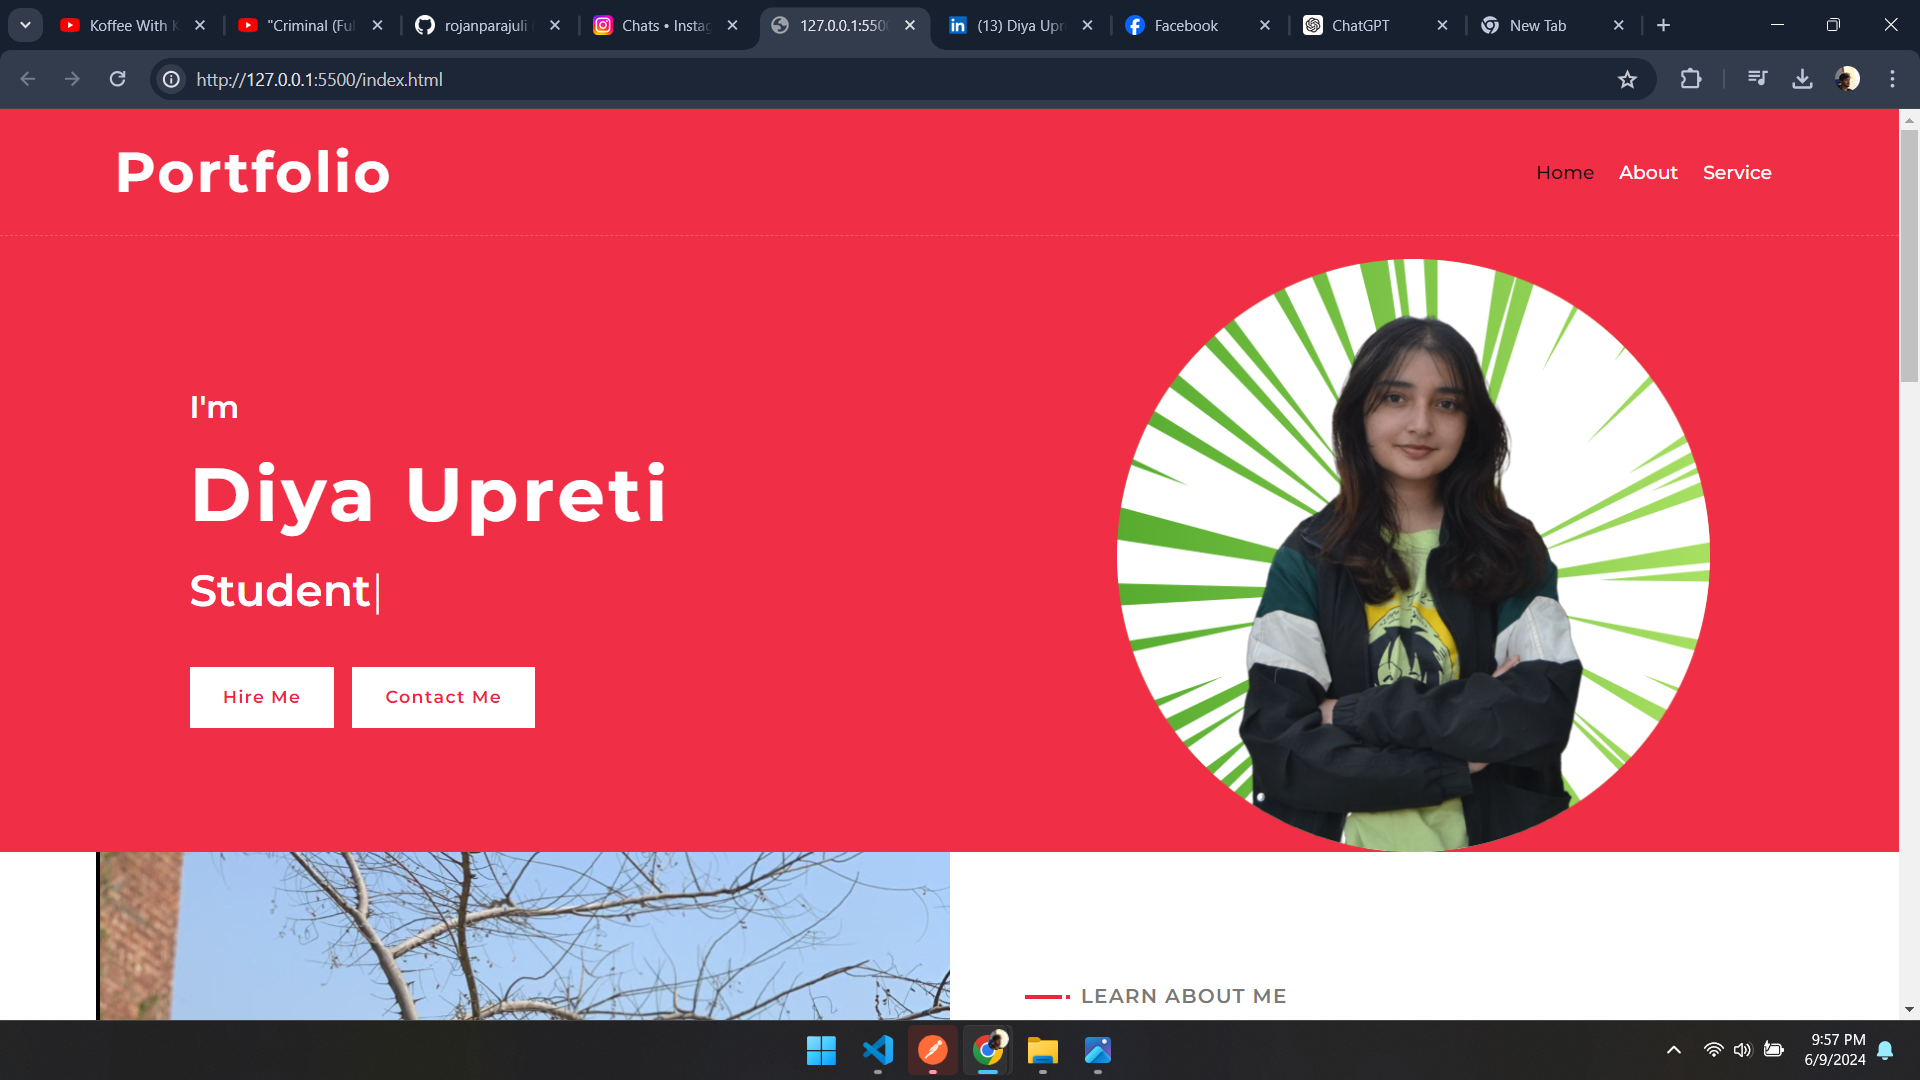 Koffee With K
"Criminal (Ful
rojanparajuli
Chats • Instag
127.0.0.1:5500
(13) Diya Upr
Facebook
ChatGPT
New Tab
http://127.0.0.1:5500/index.html
Portfolio
Home About Service
I'm
Diya Upreti
Student
Hire Me Contact Me
LEARN ABOUT ME
9:57 PM
6/9/2024